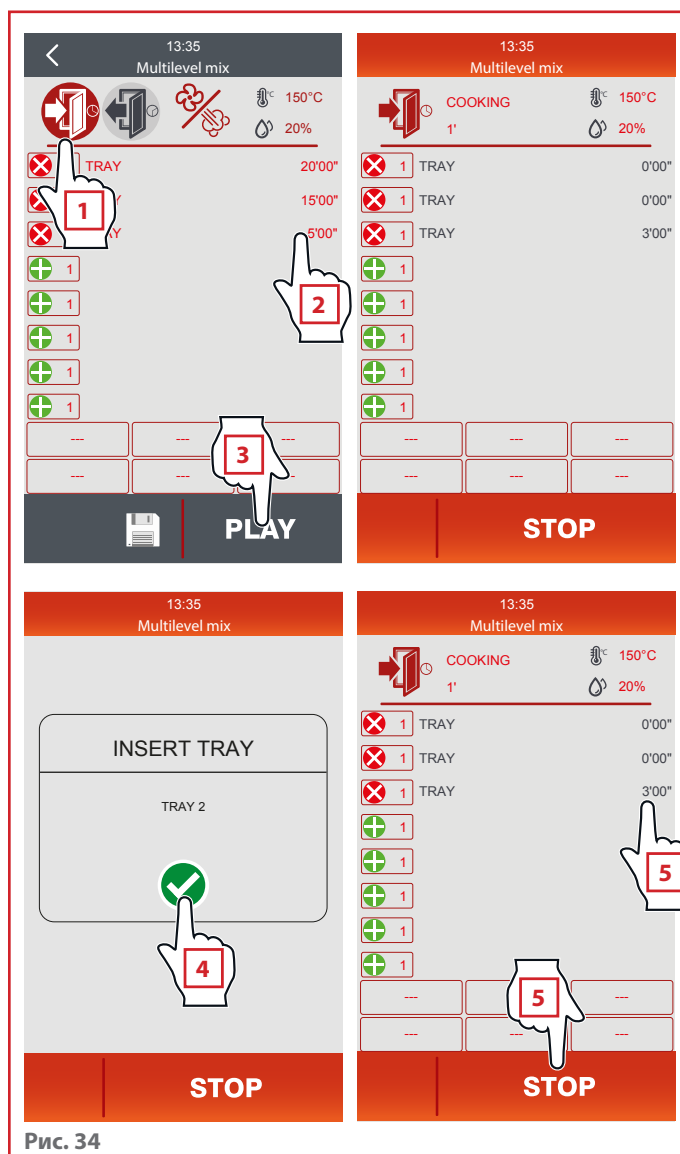 13:35
Multilevel mix
°C 150°C
20%
TRAY 20'00"
1 Y 15'00"
AY 5'00"
1
1 2
1
1
1
--- --- ---
--- --- 3 -
PLAY
13:35
Multilevel mix
COOKING °C 150°C
1' 20%
1 TRAY 0'00"
1 TRAY 0'00"
1 TRAY 3'00"
1
1
1
1
1
--- --- ---
--- --- ---
STOP
13:35
Multilevel mix
INSERT TRAY
TRAY 2
4
STOP
13:35
Multilevel mix
COOKING °C 150°C
1' 20%
1 TRAY 0'00"
1 TRAY 0'00"
1 TRAY 3'00"
1
1 5
1
1
1
--- 5 ---
--- --- ---
STOP
Рис. 34